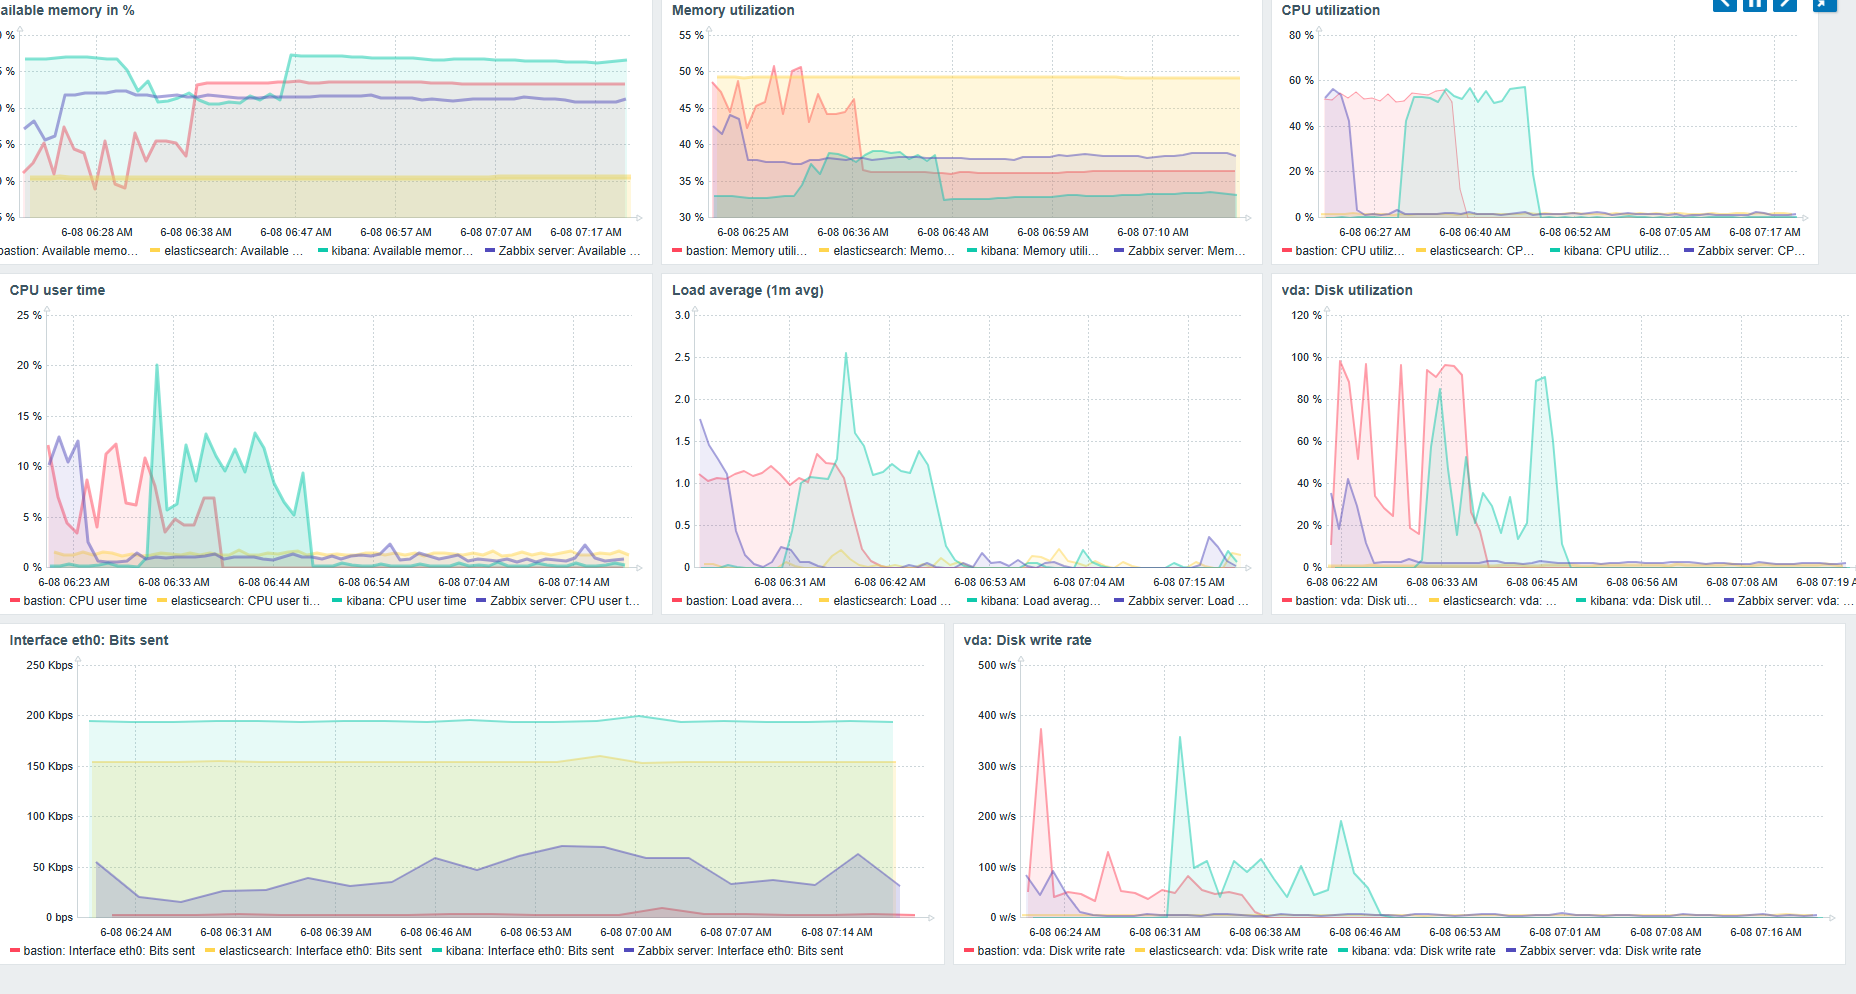 ailable memory in %
Memory utilization
CPU utilization
%
5 %
%
5 %
%
5 %
6-08 06:28 AM 6-08 06:38 AM 6-08 06:47 AM 6-08 06:57 AM 6-08 07:07 AM 6-08 07:17 AM
bastion: Available memo... elasticsearch: Available ... kibana: Available memor... Zabbix server: Available ...
55 %
50 %
45 %
40 %
35 %
30 %
6-08 06:25 AM 6-08 06:36 AM 6-08 06:48 AM 6-08 06:59 AM 6-08 07:10 AM
bastion: Memory utili... elasticsearch: Memo... kibana: Memory utili... Zabbix server: Mem...
80 %
60 %
40 %
20 %
0 %
6-08 06:27 AM 6-08 06:40 AM 6-08 06:52 AM 6-08 07:05 AM 6-08 07:17 AM
bastion: CPU utiliz... elasticsearch: CP... kibana: CPU utiliz... Zabbix server: CP...
CPU user time
25 %
20 %
15 %
10 %
5 %
0 %
6-08 06:23 AM 6-08 06:33 AM 6-08 06:44 AM 6-08 06:54 AM 6-08 07:04 AM 6-08 07:14 AM
bastion: CPU user time elasticsearch: CPU user ti... kibana: CPU user time Zabbix server: CPU user t...
Load average (1m avg)
3.0
2.5
2.0
1.5
1.0
0.5
0
6-08 06:31 AM 6-08 06:42 AM 6-08 06:53 AM 6-08 07:04 AM 6-08 07:15 AM
bastion: Load avera... elasticsearch: Load ... kibana: Load averag... Zabbix server: Load ...
vda: Disk utilization
120 %
100 %
80 %
60 %
40 %
20 %
0 %
6-08 06:22 AM 6-08 06:33 AM 6-08 06:45 AM 6-08 06:56 AM 6-08 07:08 AM 6-08 07:19 A
bastion: vda: Disk uti... elasticsearch: vda: ... kibana: vda: Disk util... Zabbix server: vda: ...
Interface eth0: Bits sent
250 Kbps
200 Kbps
150 Kbps
100 Kbps
50 Kbps
0 bps
6-08 06:24 AM 6-08 06:31 AM 6-08 06:39 AM 6-08 06:46 AM 6-08 06:53 AM 6-08 07:00 AM 6-08 07:07 AM 6-08 07:14 AM
bastion: Interface eth0: Bits sent elasticsearch: Interface eth0: Bits sent kibana: Interface eth0: Bits sent Zabbix server: Interface eth0: Bits sent
vda: Disk write rate
500 w/s
400 w/s
300 w/s
200 w/s
100 w/s
0 w/s
6-08 06:24 AM 6-08 06:31 AM 6-08 06:38 AM 6-08 06:46 AM 6-08 06:53 AM 6-08 07:01 AM 6-08 07:08 AM 6-08 07:16 AM
bastion: vda: Disk write rate elasticsearch: vda: Disk write rate kibana: vda: Disk write rate Zabbix server: vda: Disk write rate